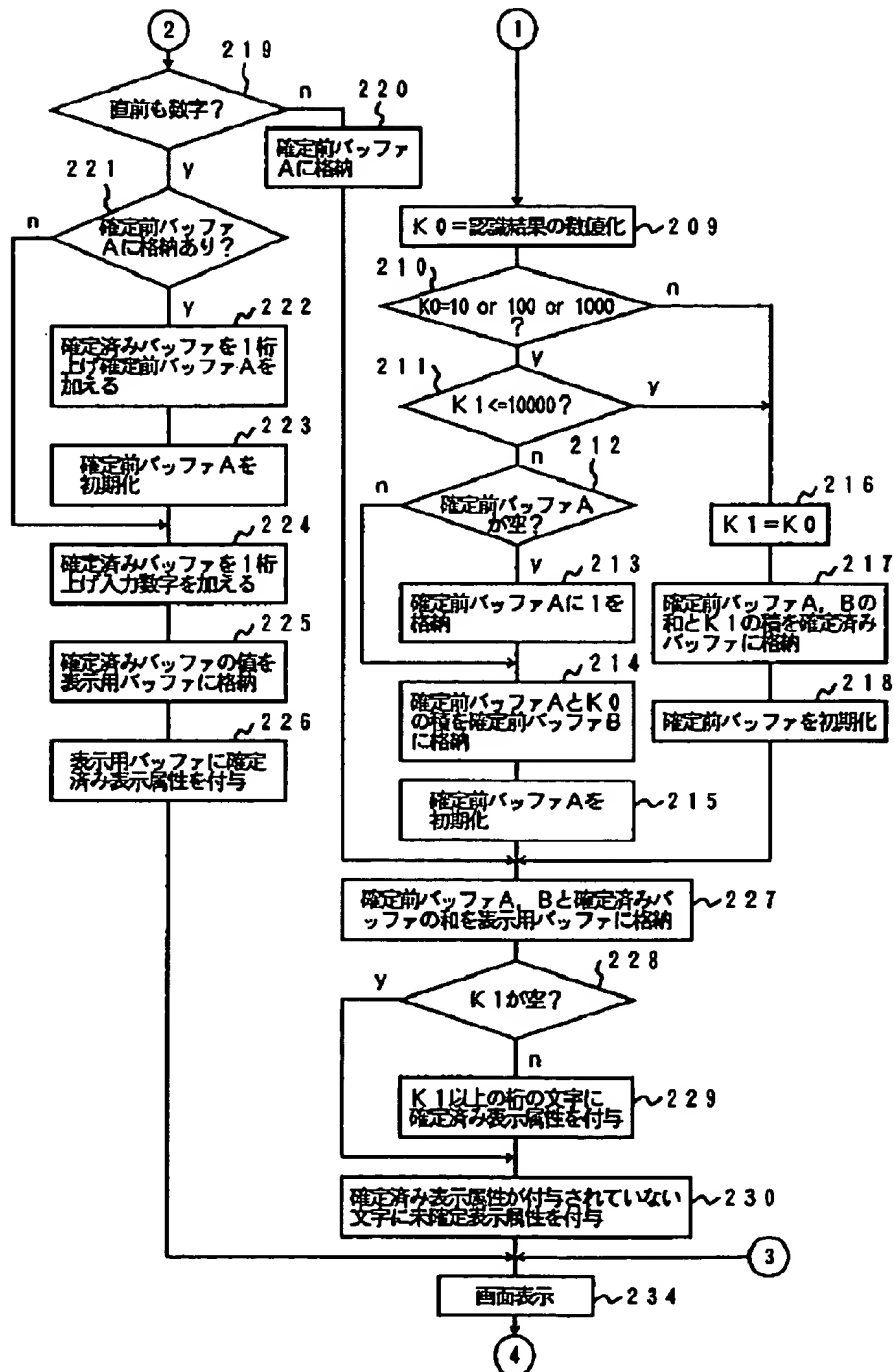 2
219
直前も数字？
n
y
220
確定前バッファ
Aに格納
221
n
確定前バッファ
Aに格納あり？
y
222
確定済みバッファを1桁
上げ確定前バッファAを
加える
223
確定前バッファAを
初期化
224
確定済みバッファを1桁
上げ入力数字を加える
225
確定済みバッファの値を
表示用バッファに格納
226
表示用バッファに確定
済み表示属性を付与
1
K0=認識結果の数値化
209
210
K0=10 or 100 or 1000
?
n
y
211
K1<=10000?
y
n
212
n
確定前バッファA
が空？
y
213
確定前バッファAに1を
格納
214
確定前バッファAとK0
の積を確定前バッファB
に格納
確定前バッファAを
初期化
215
216
K1=K0
217
確定前バッファA，Bの
和とK1の積を確定済み
バッファに格納
218
確定前バッファを初期化
確定前バッファA，Bと確定済みバ
ッファの和を表示用バッファに格納
227
228
y
K1が空？
n
K1以上の桁の文字に
確定済み表示属性を付与
229
確定済み表示属性が付与されていない
文字に未確定表示属性を付与
230
3
画面表示
234
4